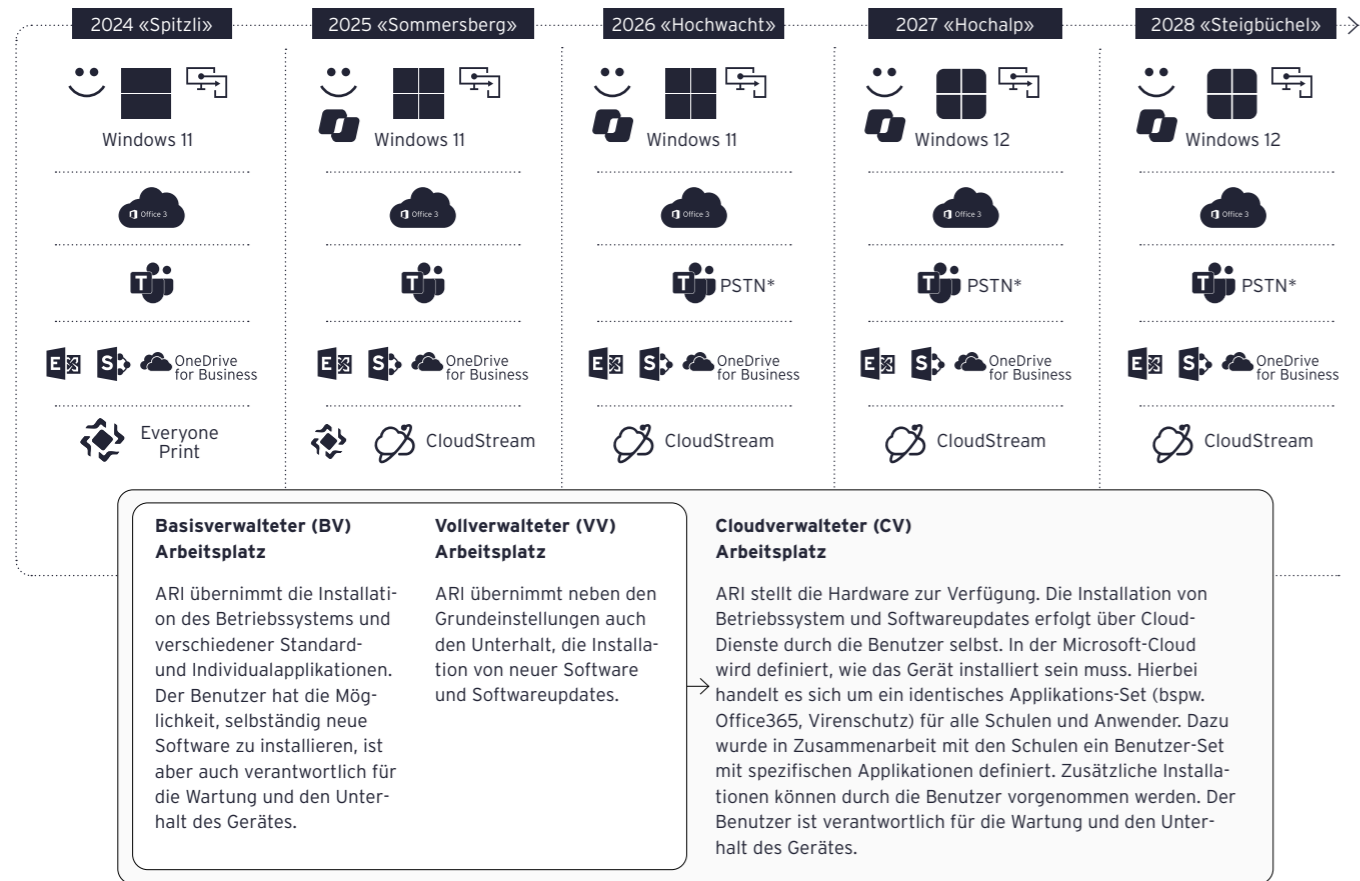 2024 «Spitzli»
2025 «Sommersberg»
2026 «Hochwacht»
2027 «Hochalp»
2028 «Steigbüchel»
Windows 11
Windows 11
Windows 11
Windows 12
Windows 12
Office 3
Office 3
Office 3
Office 3
Office 3
T
T
T PSTN*
T PSTN*
T PSTN*
E S OneDrive
for Business
E S OneDrive
for Business
E S OneDrive
for Business
E S OneDrive
for Business
E S OneDrive
for Business
Everyone
Print
CloudStream
CloudStream
CloudStream
CloudStream
Basisverwalteter (BV)
Arbeitsplatz
ARI übernimmt die Installati-
on des Betriebssystems und
verschiedener Standard-
und Individualapplikationen.
Der Benutzer hat die Mög-
lichkeit, selbständig neue
Software zu installieren, ist
aber auch verantwortlich für
die Wartung und den Unter-
halt des Gerätes.
Vollverwalteter (VV)
Arbeitsplatz
ARI übernimmt neben den
Grundeinstellungen auch
den Unterhalt, die Installa-
tion von neuer Software
und Softwareupdates.
Cloudverwalteter (CV)
Arbeitsplatz
ARI stellt die Hardware zur Verfügung. Die Installation von
Betriebssystem und Softwareupdates erfolgt über Cloud-
Dienste durch die Benutzer selbst. In der Microsoft-Cloud
wird definiert, wie das Gerät installiert sein muss. Hierbei
handelt es sich um ein identisches Applikations-Set (bspw.
Office365, Virenschutz) für alle Schulen und Anwender. Dazu
wurde in Zusammenarbeit mit den Schulen ein Benutzer-Set
mit spezifischen Applikationen definiert. Zusätzliche Installa-
tionen können durch die Benutzer vorgenommen werden. Der
Benutzer ist verantwortlich für die Wartung und den Unter-
halt des Gerätes.